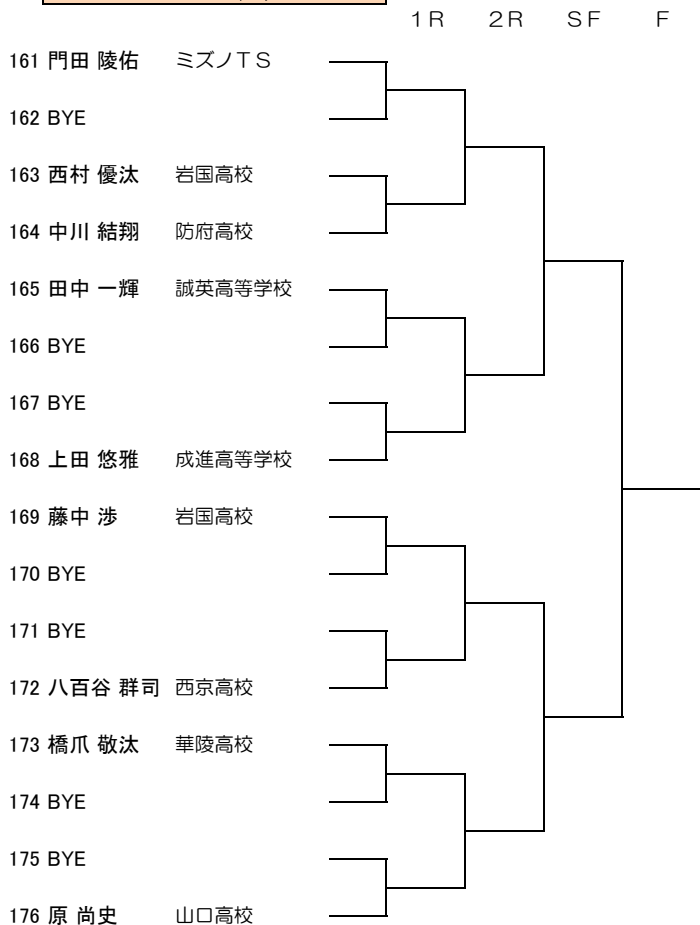 １Ｒ ２Ｒ ＳＦ Ｆ
161 門田 陵佑 ミズノＴＳ
162 BYE
163 西村 優汰 岩国高校
164 中川 結翔 防府高校
165 田中 一輝 誠英高等学校
166 BYE
167 BYE
168 上田 悠雅 成進高等学校
169 藤中 渉 岩国高校
170 BYE
171 BYE
172 八百谷 群司 西京高校
173 橋爪 敬汰 華陵高校
174 BYE
175 BYE
176 原 尚史 山口高校